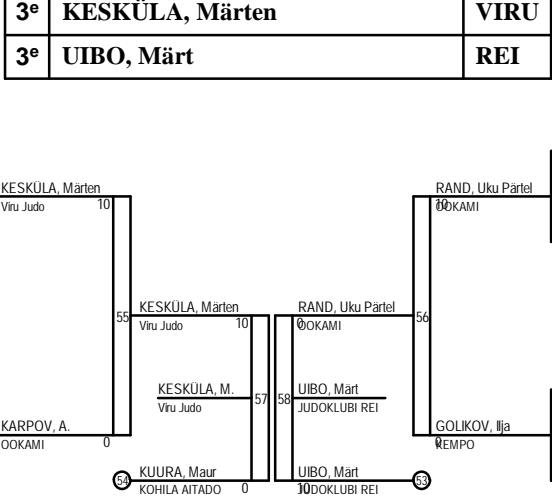 3e KESKÜLA, Märten VIRU
3e UIBO, Märt REI
KESKÜLA, Märten
Viru Judo 10
RAND, Uku Pärtel
10
OOKAMI
55
56
KESKÜLA, Märten
Viru Judo 10
RAND, Uku Pärtel
0
OOKAMI
KESKÜLA, M.
Viru Judo
57
58
UIBO, Märt
JUDOKLUBI REI
KARPOV, A.
OOKAMI 0
GOLIKOV, Ilja
0
KEMPO
54
KUURA, Maur
KOHILA AITADO 0
UIBO, Märt
10
JUDOKLUBI REI
53